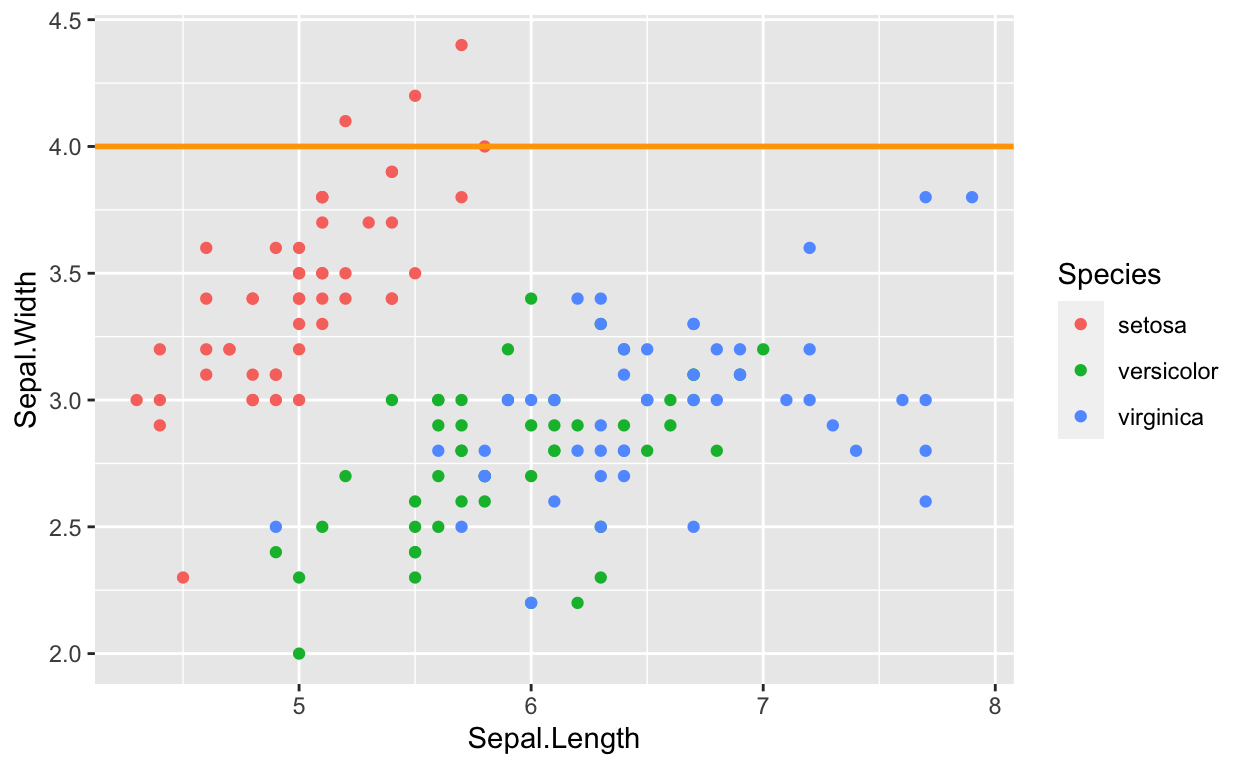 4.5
4.0
3.5
3.0
2.5
2.0
Sepal.Width
5 6 7 8
Sepal.Length
Species
setosa
versicolor
virginica